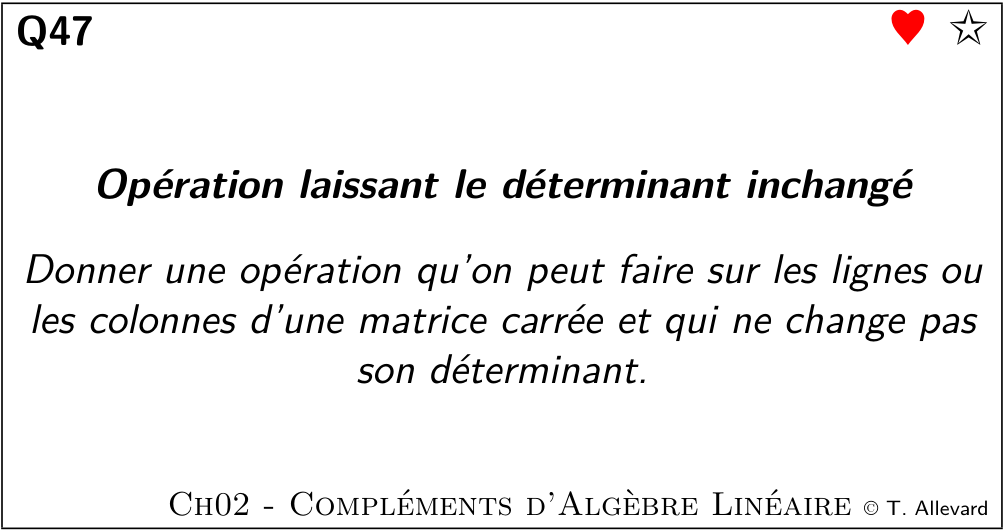 Q47
Opération laissant le déterminant inchangé
Donner une opération qu'on peut faire sur les lignes ou
les colonnes d'une matrice carrée et qui ne change pas
son déterminant.
Ch02 - Compléments d'Algèbre Linéaire © T. Allevard